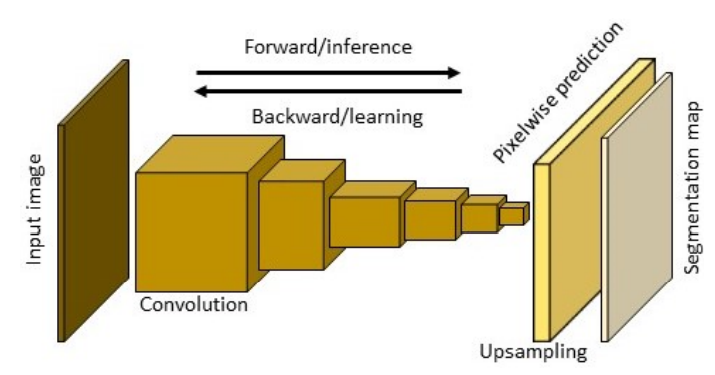 Forward/inference
Backward/learning
Input image
Convolution
Pixelwise prediction
Upsampling
Segmentation map